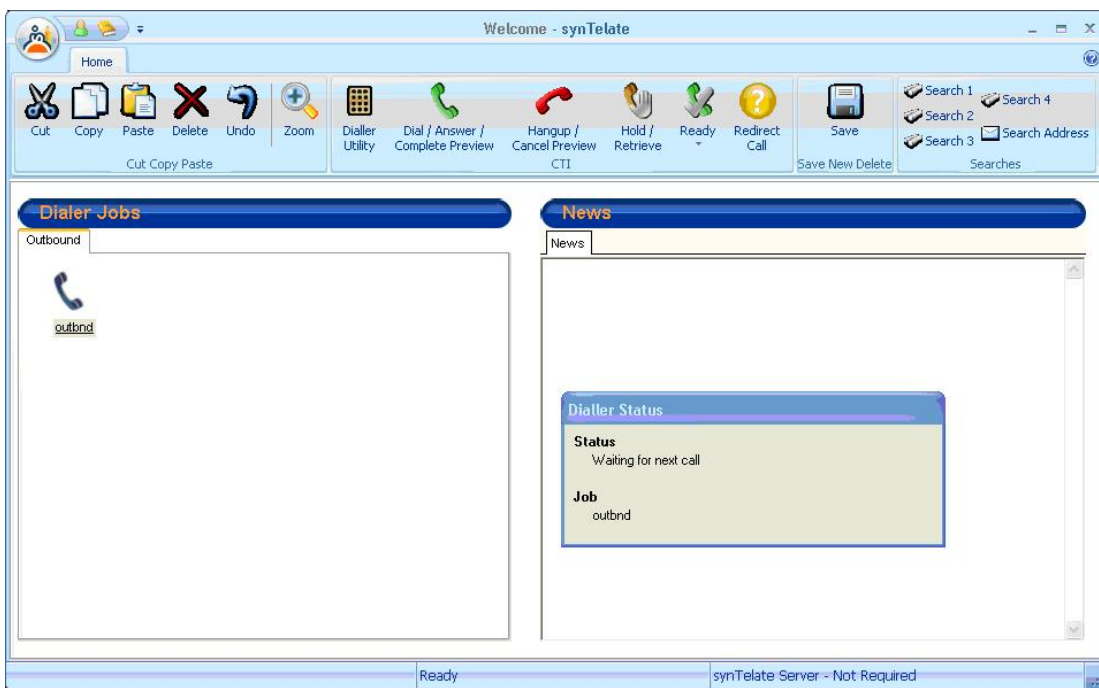 Welcome - synTelate
Home
Cut
Copy
Paste
Delete
Undo
Zoom
Cut Copy Paste
Dialler
Utility
Dial / Answer /
Complete Preview
Hangup /
Cancel Preview
Hold /
Retrieve
Ready
Redirect
Call
CTI
Save
Save New Delete
Search 1
Search 2
Search 3
Search 4
Search Address
Searches
Dialer Jobs
Outbound
outbnd
News
News
Dialler Status
Status
Waiting for next call
Job
outbnd
Ready
synTelate Server - Not Required